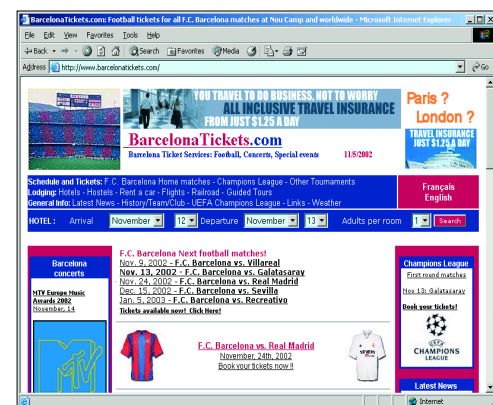 BarcelonaTickets.com: Football tickets for all F.C. Barcelona matches at Nou Camp and worldwide - Microsoft Internet Explorer
File Edit View Favorites Tools Help
Back Search Favorites Media
Address http://www.barcelonatickets.com/ Go
YOU TRAVEL TO DO BUSINESS, NOT TO WORRY
ALL INCLUSIVE TRAVEL INSURANCE
FROM JUST $1.25 A DAY
Paris ?
London ?
TRAVEL INSURANCE
JUST $1.25 A DAY
BarcelonaTickets.com
Barcelona Ticket Services: Football, Concerts, Special events 11/5/2002
Schedule and Tickets: F.C. Barcelona Home matches - Champions League - Other Tournaments
Lodging: Hotels - Hostels - Rent a car - Flights - Railroad - Guided Tours
General Info: Latest News - History/Team/Club - UEFA Champions League - Links - Weather
Français
English
HOTEL: Arrival November 12 Departure November 13 Adults per room 1 Search
Barcelona
concerts
MTV Europe Music
Awards 2002
November, 14
F.C. Barcelona Next football matches!
Nov. 9, 2002 - F.C. Barcelona vs. Villareal
Nov. 13, 2002 - F.C. Barcelona vs. Galatasaray
Nov. 24, 2002 - F.C. Barcelona vs. Real Madrid
Dec. 15, 2002 - F.C. Barcelona vs. Sevilla
Jan. 5, 2003 - F.C. Barcelona vs. Recreativo
Tickets available now! Click Here!
F.C. Barcelona vs. Real Madrid
November, 24th, 2002
Book your tickets now !!
SIEMENS
Champions League
First round matches
Nov 13: Galatasaray
Book your tickets!
CHAMPIONS
LEAGUE
Latest News
Internet